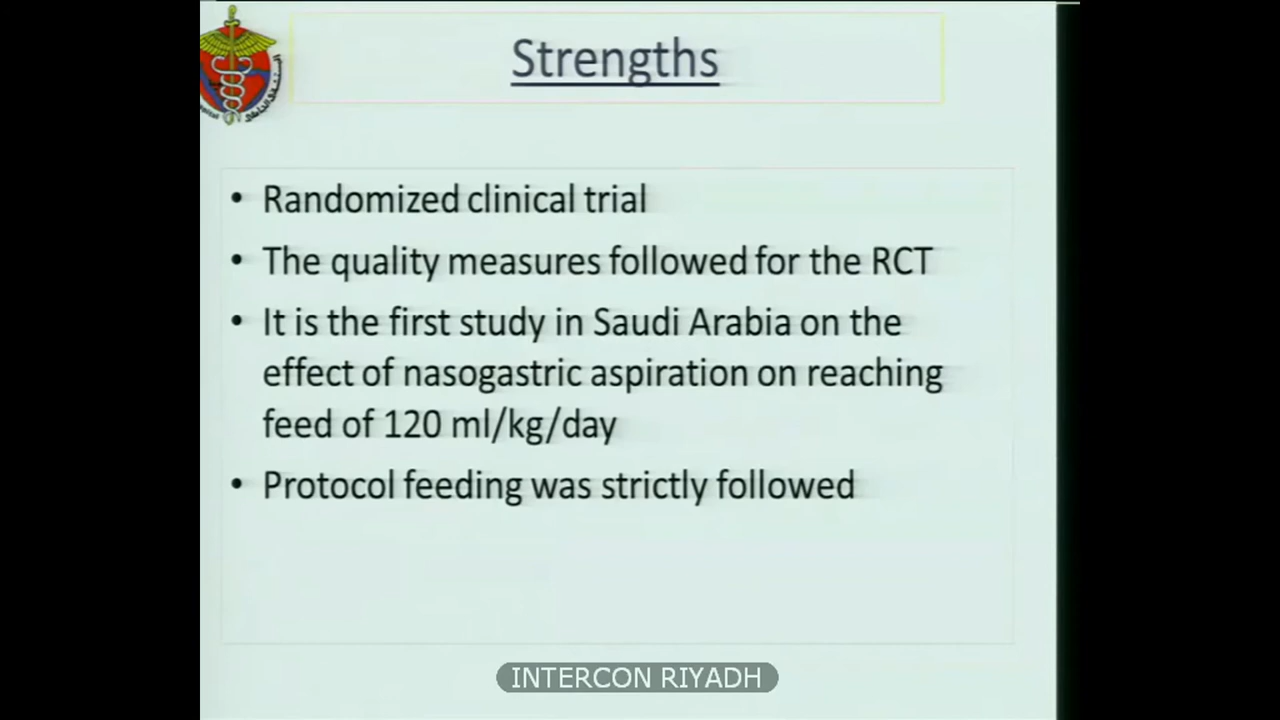 Strengths
• Randomized clinical trial
• The quality measures followed for the RCT
• It is the first study in Saudi Arabia on the
effect of nasogastric aspiration on reaching
feed of 120 ml/kg/day
• Protocol feeding was strictly followed
INTERCON RIYADH